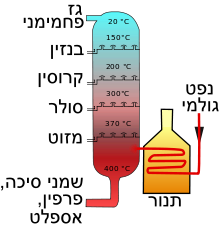 גז
פחמימני
בנזין
קרוסין
סולר
מזוט
שמני סיכה,
פרפין,
אספלט
20 °C
150°C
200 °C
300°C
370 °C
400 °C
נפט
גולמי
תנור